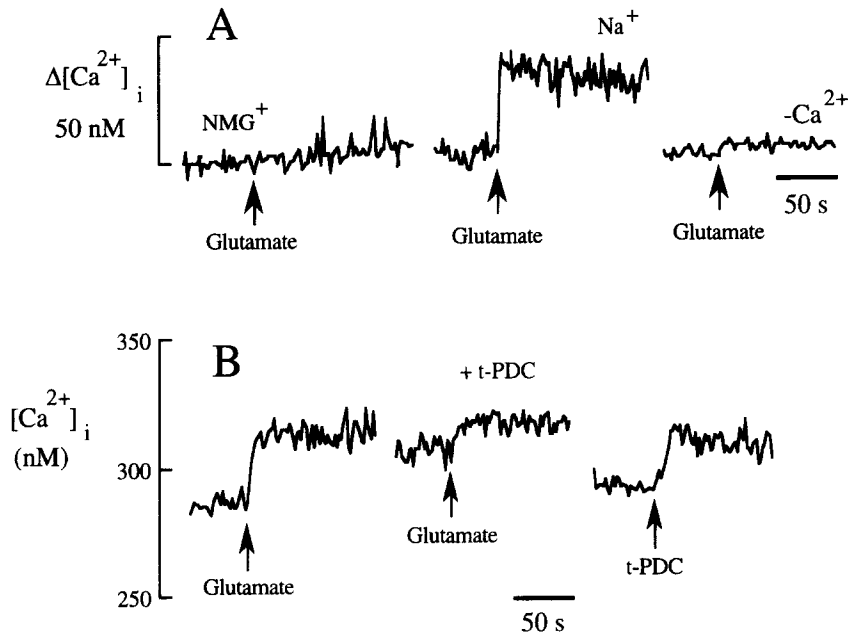 A
Na+
Δ[Ca2+] i
50 nM
NMG+
-Ca2+
50 s
Glutamate
Glutamate
Glutamate
350
B
+ t-PDC
[Ca2+] i
(nM)
300
Glutamate
t-PDC
Glutamate
250
50 s